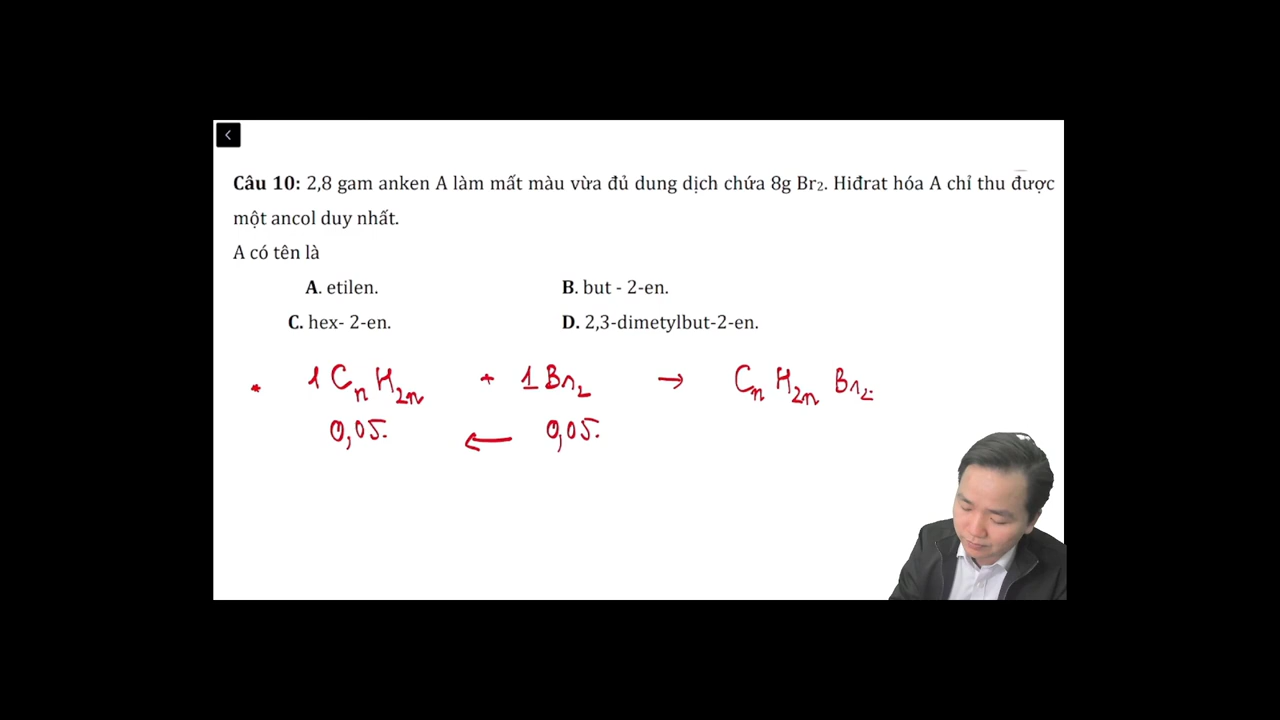 Câu 10: 2,8 gam anken A làm mất màu vừa đủ dung dịch chứa 8g Br₂. Hiđrat hóa A chỉ thu được
một ancol duy nhất.
A có tên là
A. etilen. B. but - 2-en.
C. hex- 2-en. D. 2,3-dimetylbut-2-en.
* 1 CₙH₂ₙ + 1 Br₂ → CₙH₂ₙBr₂
0,05. ← 0,05.